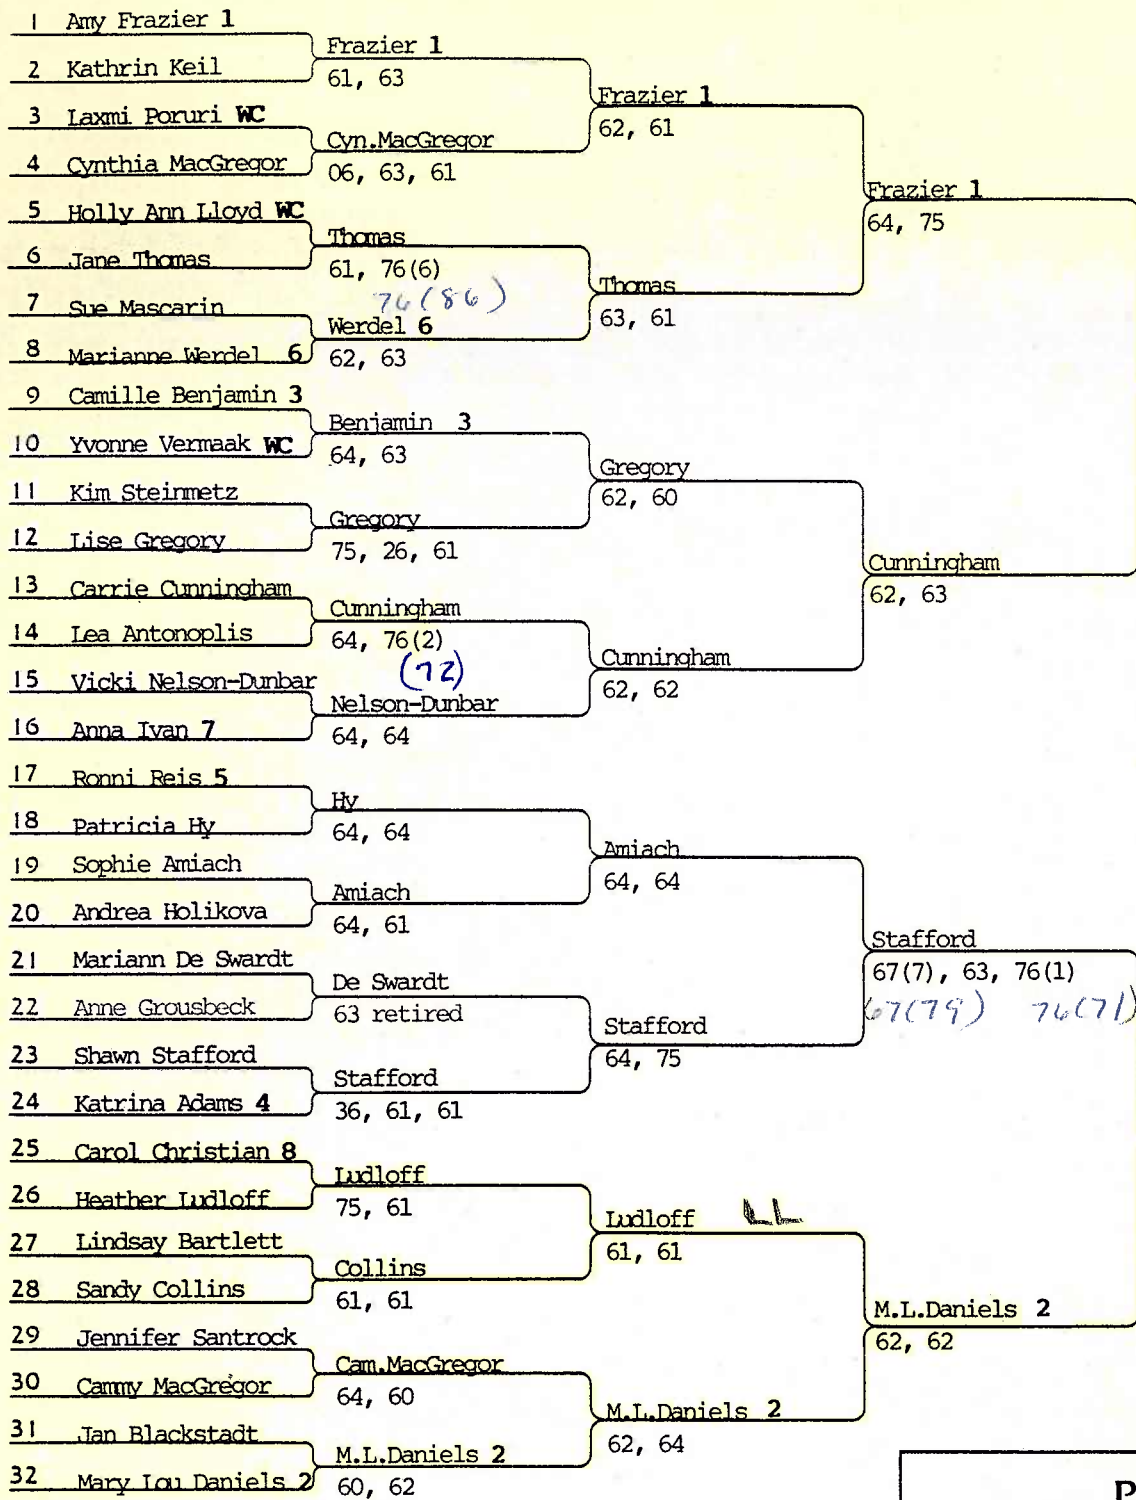 1 Amy Frazier 1
2 Kathrin Keil
3 Laxmi Poruri WC
4 Cynthia MacGregor
5 Holly Ann Lloyd WC
6 Jane Thomas
7 Sue Mascarin
8 Marianne Werdel 6
9 Camille Benjamin 3
10 Yvonne Vermaak WC
11 Kim Steinmetz
12 Lise Gregory
13 Carrie Cunningham
14 Lea Antonoplis
15 Vicki Nelson-Dunbar
16 Anna Ivan 7
17 Ronni Reis 5
18 Patricia Hy
19 Sophie Amiach
20 Andrea Holikova
21 Mariann De Swardt
22 Anne Grousbeck
23 Shawn Stafford
24 Katrina Adams 4
25 Carol Christian 8
26 Heather Ludloff
27 Lindsay Bartlett
28 Sandy Collins
29 Jennifer Santrock
30 Cammy MacGregor
31 Jan Blackstadt
32 Mary Lou Daniels 2
Frazier 1
61, 63
Cyn.MacGregor
06, 63, 61
Thomas
61, 76(6)
76(86)
Werdel 6
62, 63
Benjamin 3
64, 63
Gregory
75, 26, 61
Cunningham
64, 76(2)
(72)
Nelson-Dunbar
64, 64
Hy
64, 64
Amiach
64, 61
De Swardt
63 retired
Stafford
36, 61, 61
Ludloff
75, 61
Collins
61, 61
Cam.MacGregor
64, 60
M.L.Daniels 2
60, 62
Frazier 1
62, 61
Thomas
63, 61
Gregory
62, 60
Cunningham
62, 62
Amiach
64, 64
Stafford
64, 75
Ludloff LL
61, 61
M.L.Daniels 2
62, 64
Frazier 1
64, 75
Cunningham
62, 63
Stafford
67(7), 63, 76(1)
67(79) 76(71)
M.L.Daniels 2
62, 62
P